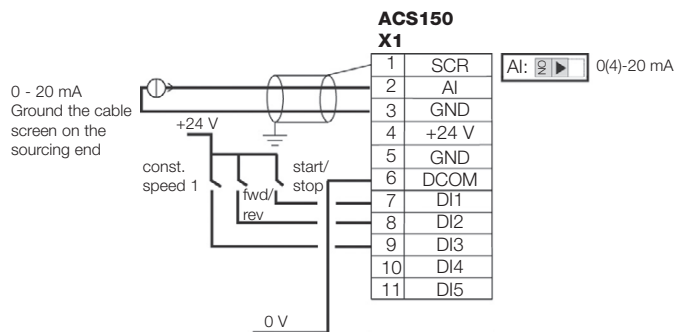 ACS150
X1
1 SCR
2 AI
3 GND
4 +24 V
5 GND
6 DCOM
7 DI1
8 DI2
9 DI3
10 DI4
11 DI5
AI: ON 0(4)-20 mA
0 - 20 mA
Ground the cable
screen on the
sourcing end
+24 V
const.
speed 1
fwd/
rev
start/
stop
0 V